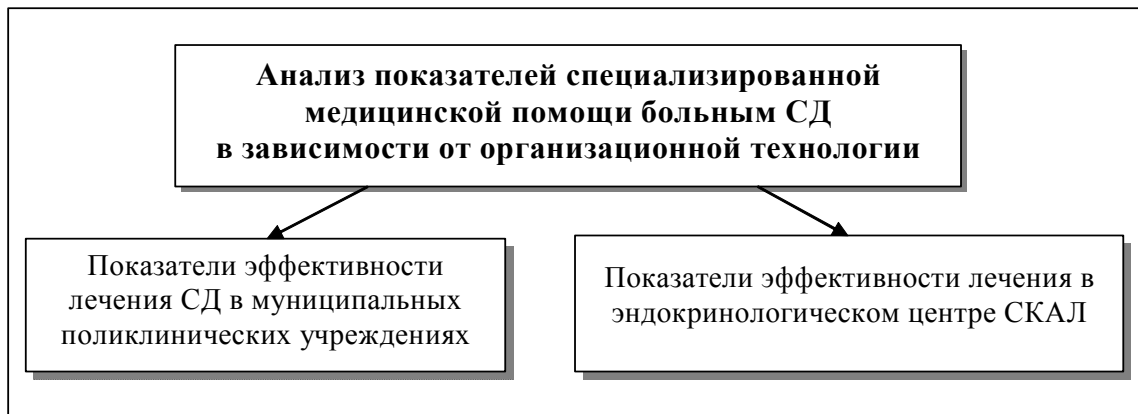 Анализ показателей специализированной
медицинской помощи больным СД
в зависимости от организационной технологии
Показатели эффективности
лечения СД в муниципальных
поликлинических учреждениях
Показатели эффективности лечения в
эндокринологическом центре СКАЛ